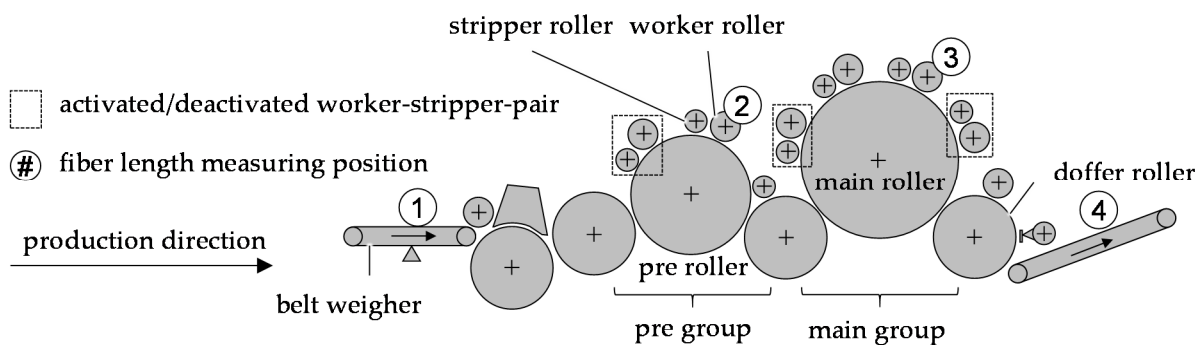 stripper roller worker roller
activated/deactivated worker-stripper-pair
# fiber length measuring position
production direction
belt weigher
1
2
3
4
main roller
doffer roller
pre roller
pre group
main group